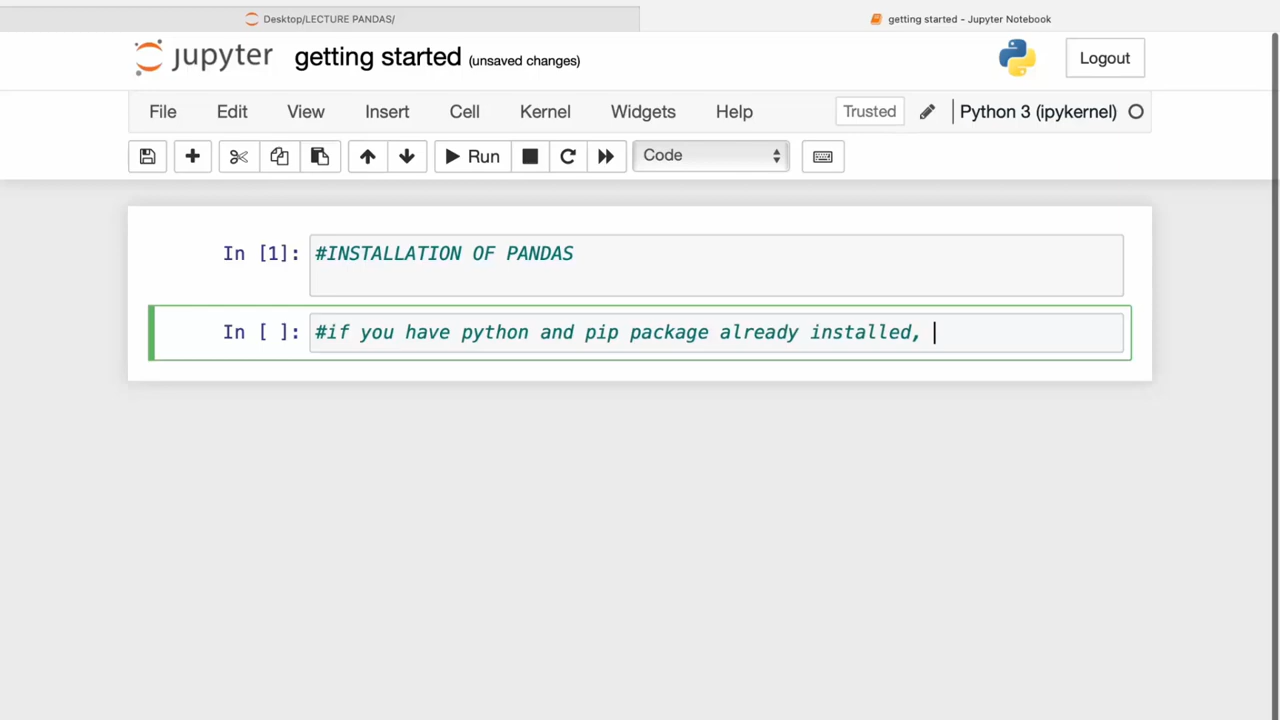 Desktop/LECTURE PANDAS/
getting started - Jupyter Notebook
jupyter getting started (unsaved changes)
Logout
File Edit View Insert Cell Kernel Widgets Help
Trusted
Python 3 (ipykernel)
Run
Code
In [1]: #INSTALLATION OF PANDAS
In [ ]: #if you have python and pip package already installed,